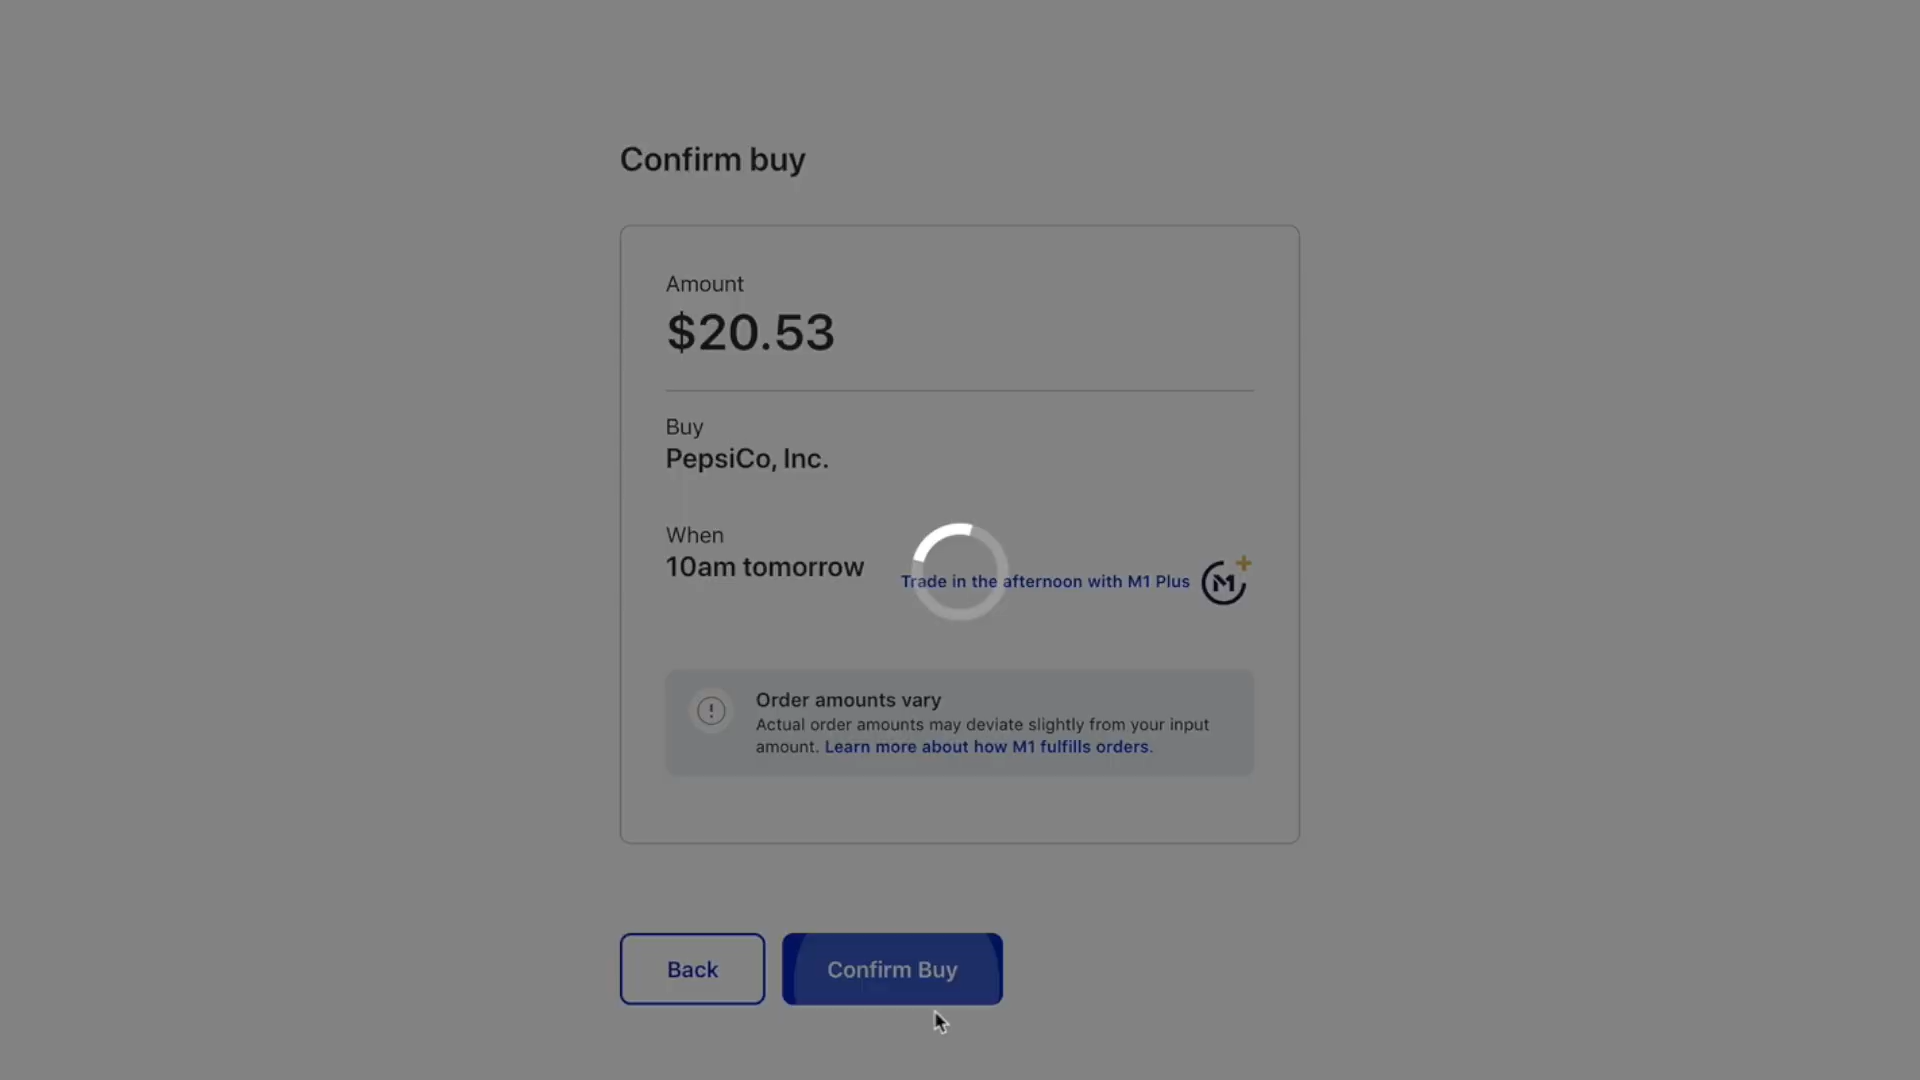 Confirm buy
Amount
$20.53
Buy
PepsiCo, Inc.
When
10am tomorrow
Trade in the afternoon with M1 Plus
M1+
Order amounts vary
Actual order amounts may deviate slightly from your input
amount. Learn more about how M1 fulfills orders.
Back
Confirm Buy